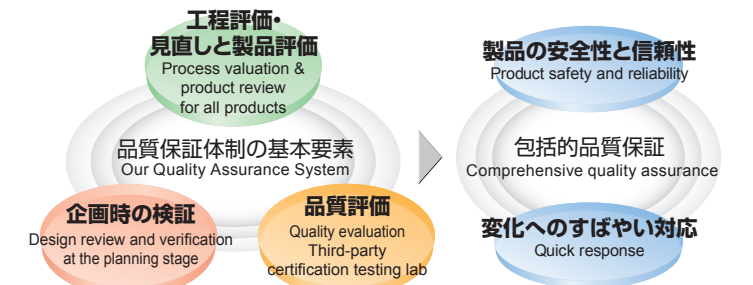 工程評価・
見直しと製品評価
Process valuation &
product review
for all products
品質保証体制の基本要素
Our Quality Assurance System
企画時の検証
Design review and verification
at the planning stage
品質評価
Quality evaluation
Third-party
certification testing lab
製品の安全性と信頼性
Product safety and reliability
包括的品質保証
Comprehensive quality assurance
変化へのすばやい対応
Quick response